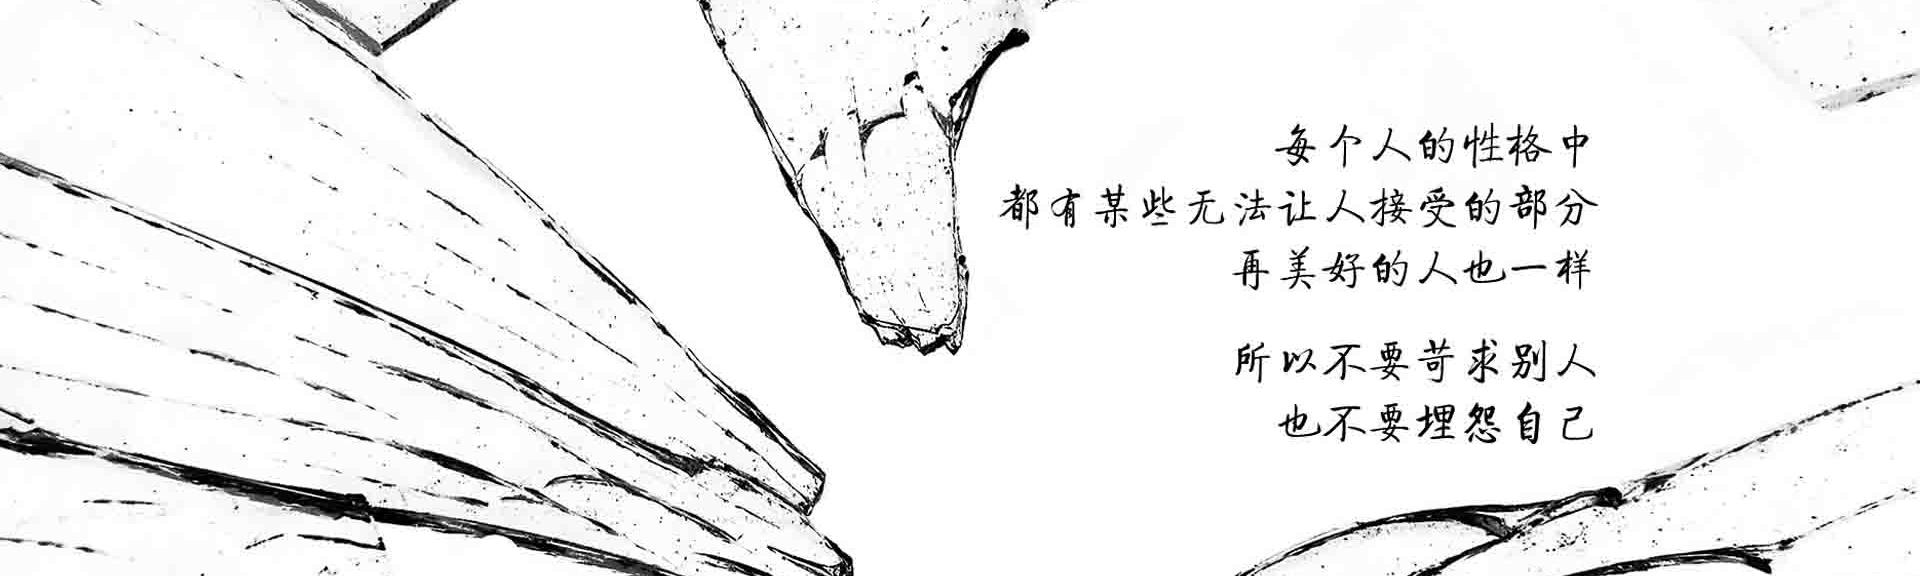 每个人的性格中
都有某些无法让人接受的部分
再美好的人也一样
所以不要苛求别人
也不要埋怨自己